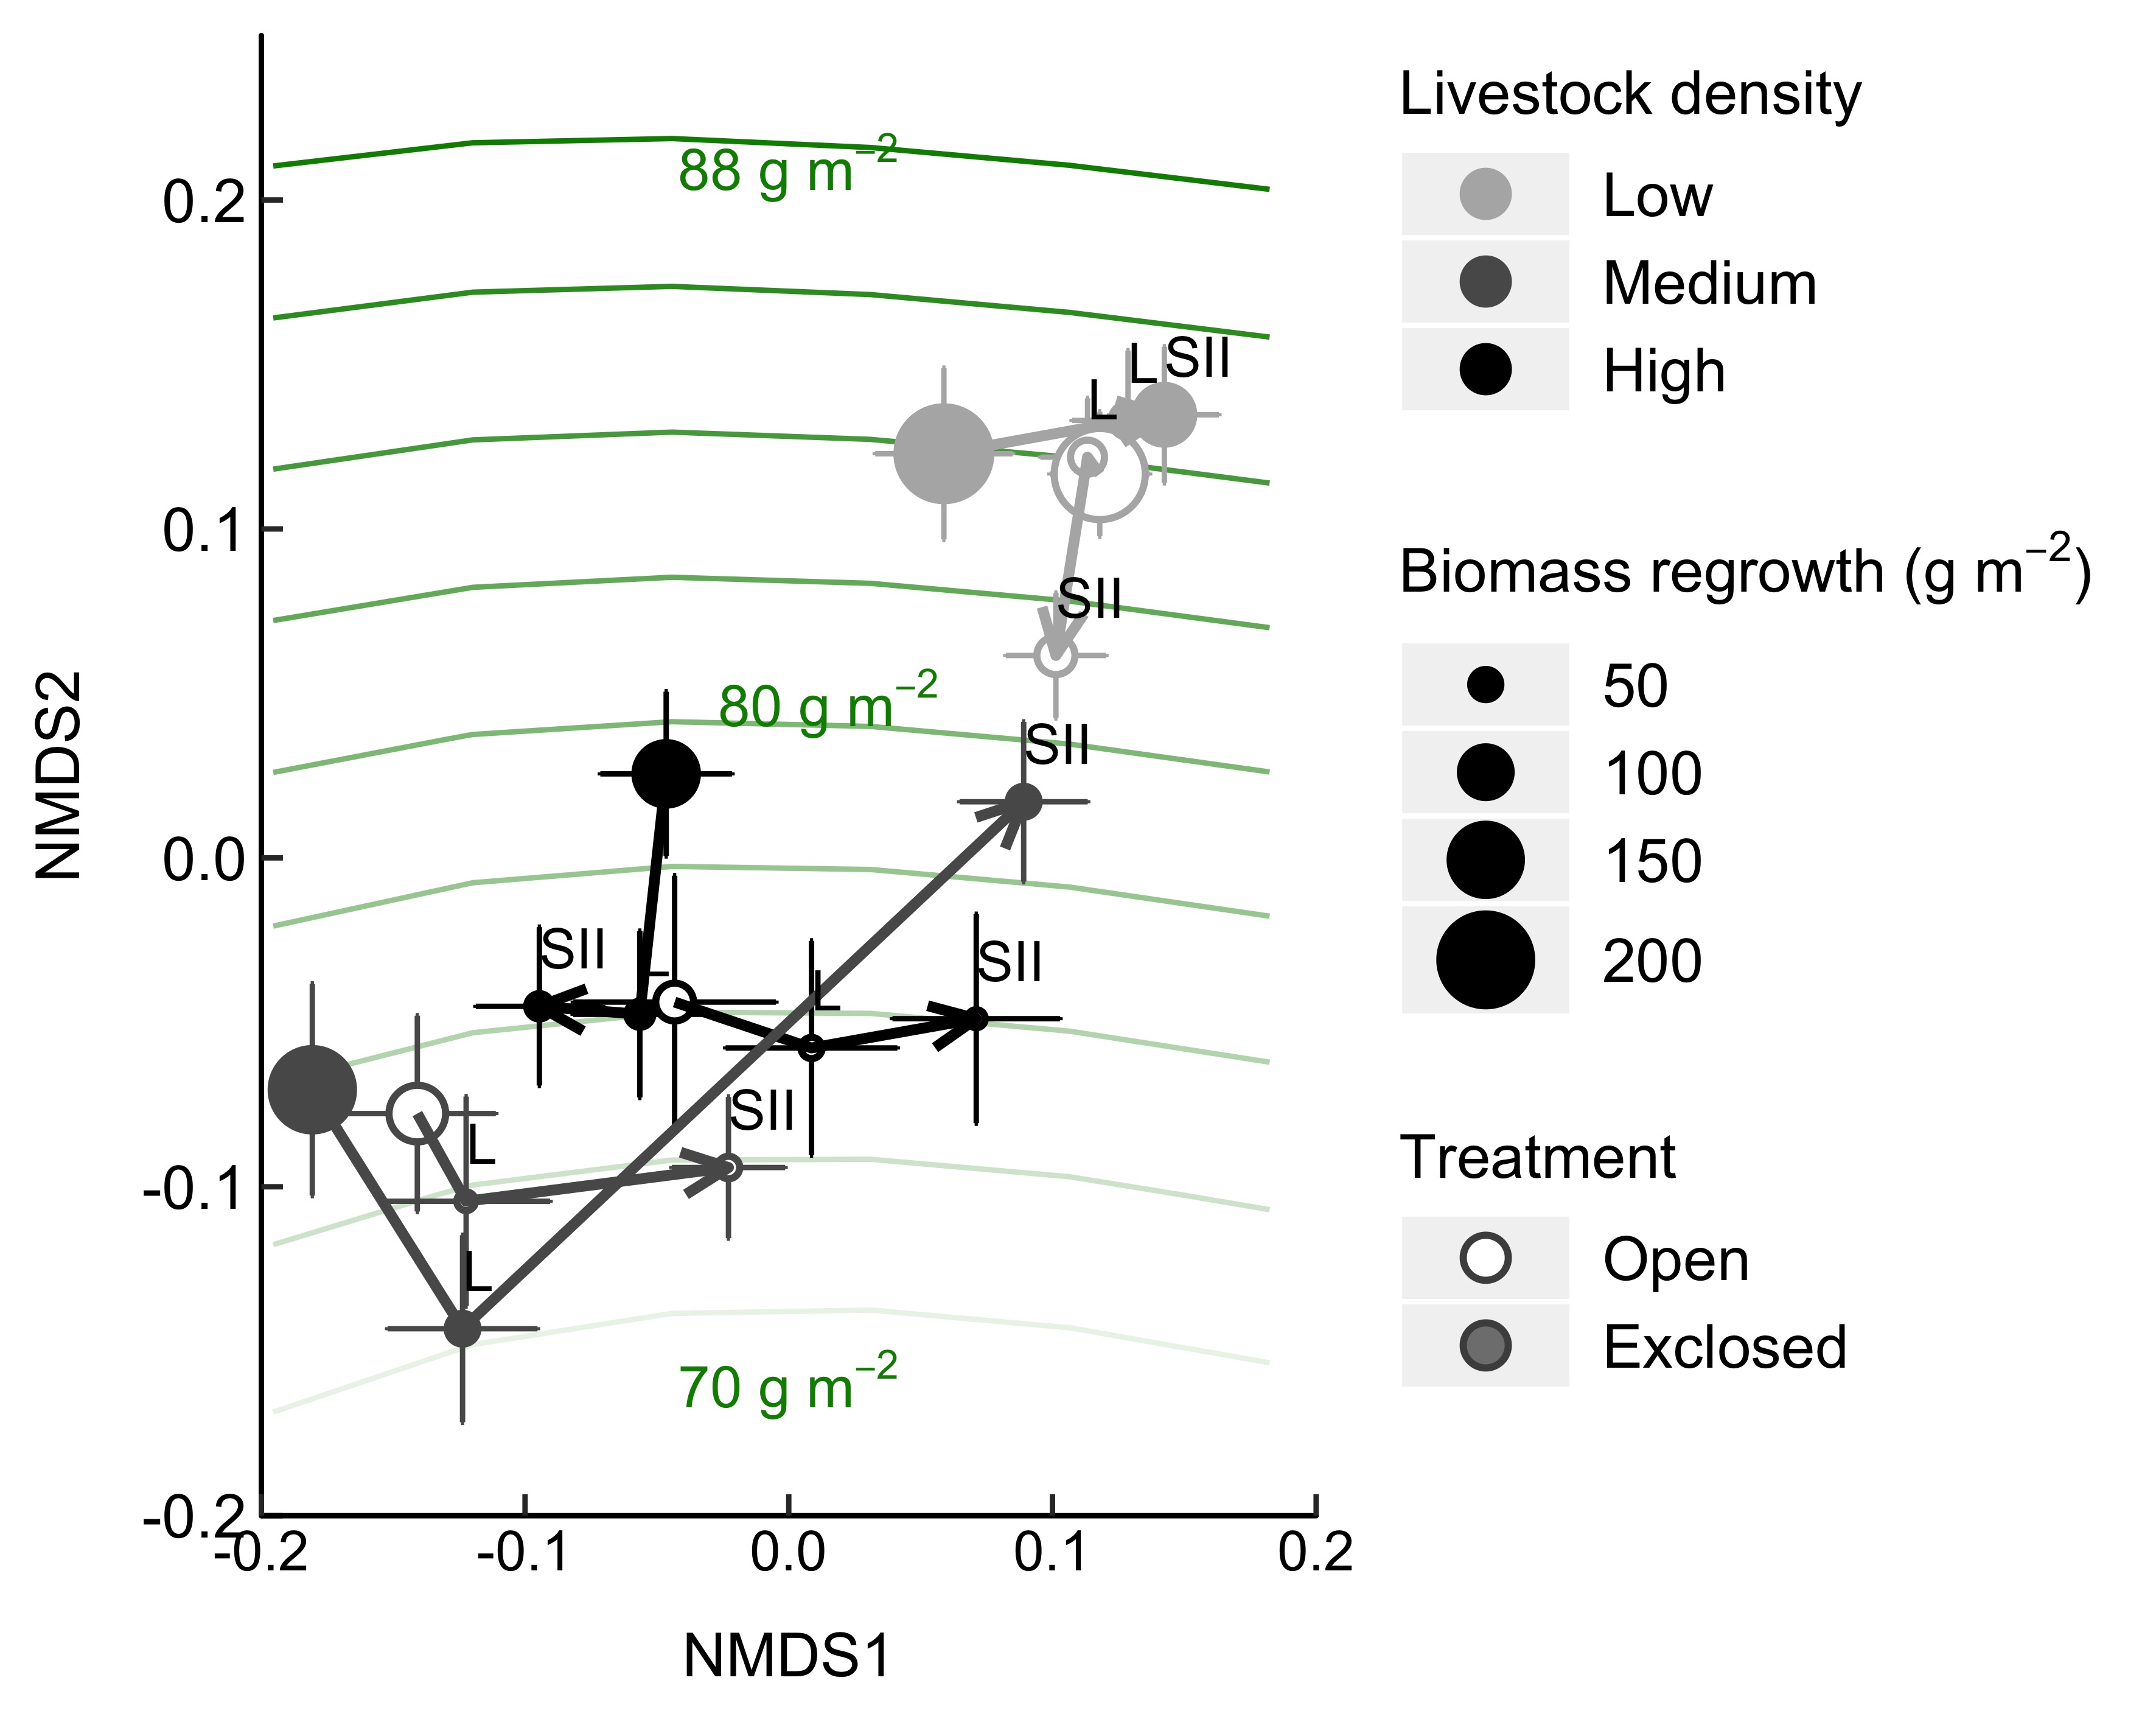 88 g m⁻²
0.2
L SII
L
0.1
SII
80 g m⁻²
SII
NMDS2
0.0
SII
L
L
SII
SII
L
-0.1
L
70 g m⁻²
-0.2
-0.2 -0.1 0.0 0.1 0.2
NMDS1
Livestock density
Low
Medium
High
Biomass regrowth (g m⁻²)
50
100
150
200
Treatment
Open
Exclosed